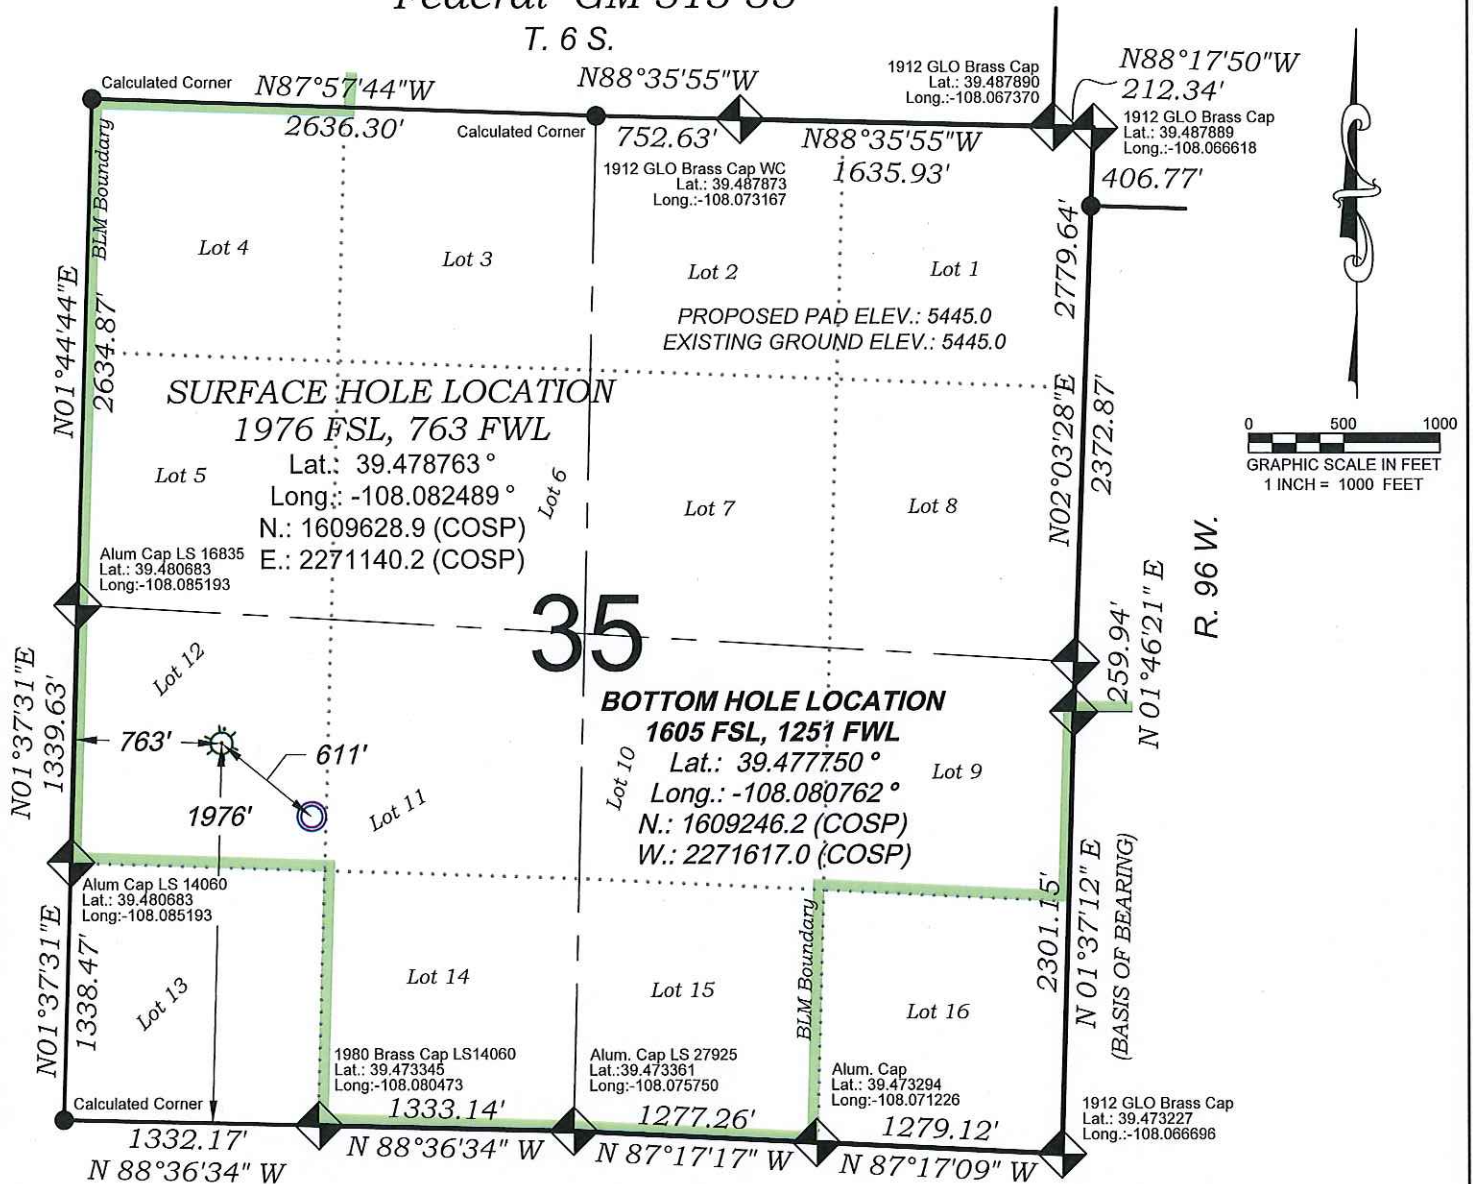 T. 6 S.
Calculated Corner
N87°57'44"W
2636.30'
N88°35'55"W
Calculated Corner
752.63'
1912 GLO Brass Cap WC
Lat.: 39.487873
Long.:-108.073167
N88°35'55"W
1635.93'
1912 GLO Brass Cap
Lat.: 39.487890
Long.:-108.067370
N88°17'50"W
212.34'
1912 GLO Brass Cap
Lat.: 39.487889
Long.:-108.066618
406.77'
2779.64'
BLM Boundary
Lot 4
Lot 3
Lot 2
Lot 1
PROPOSED PAD ELEV.: 5445.0
EXISTING GROUND ELEV.: 5445.0
N01°44'44"E
2634.87'
SURFACE HOLE LOCATION
1976 FSL, 763 FWL
Lat.: 39.478763°
Long.: -108.082489°
N.: 1609628.9 (COSP)
E.: 2271140.2 (COSP)
N02°03'28"E
2372.87'
0 500 1000
GRAPHIC SCALE IN FEET
1 INCH = 1000 FEET
R. 96 W.
Lot 5
Lot 6
Lot 7
Lot 8
Alum Cap LS 16835
Lat.: 39.480683
Long:-108.085193
35
259.94'
N 01°46'21" E
N01°37'31"E
1339.63'
Lot 12
763'
611'
1976'
Lot 11
BOTTOM HOLE LOCATION
1605 FSL, 1251 FWL
Lat.: 39.477750°
Long.: -108.080762°
N.: 1609246.2 (COSP)
W.: 2271617.0 (COSP)
Lot 10
Lot 9
Alum Cap LS 14060
Lat.: 39.480683
Long:-108.085193
N01°37'31"E
1338.47'
Lot 13
Lot 14
Lot 15
BLM Boundary
Lot 16
2301.15'
N 01°37'12" E
(BASIS OF BEARING)
1980 Brass Cap LS14060
Lat.: 39.473345
Long:-108.080473
Alum. Cap LS 27925
Lat.:39.473361
Long:-108.075750
Alum. Cap
Lat.: 39.473294
Long:-108.071226
1912 GLO Brass Cap
Lat.: 39.473227
Long.:-108.066696
Calculated Corner
1332.17'
N 88°36'34" W
1333.14'
N 88°36'34" W
1277.26'
N 87°17'17" W
1279.12'
N 87°17'09" W